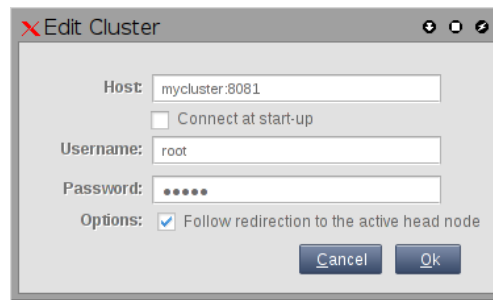 Edit Cluster
Host: mycluster:8081
Connect at start-up
Username: root
Password: •••••
Options: Follow redirection to the active head node
Cancel Ok